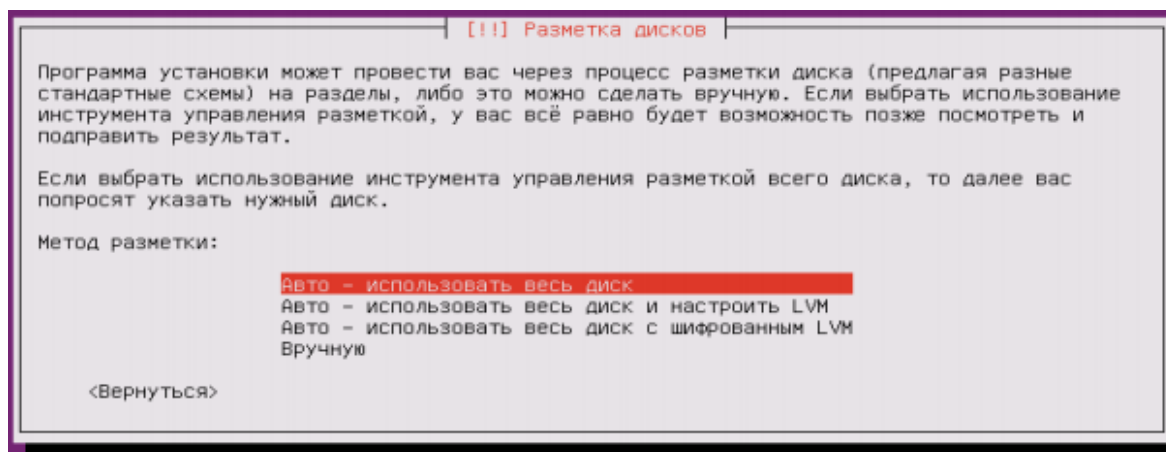 [!!] Разметка дисков
Программа установки может провести вас через процесс разметки диска (предлагая разные
стандартные схемы) на разделы, либо это можно сделать вручную. Если выбрать использование
инструмента управления разметкой, у вас всё равно будет возможность позже посмотреть и
подправить результат.
Если выбрать использование инструмента управления разметкой всего диска, то далее вас
попросят указать нужный диск.
Метод разметки:
Авто – использовать весь диск
Авто – использовать весь диск и настроить LVM
Авто – использовать весь диск с шифрованным LVM
Вручную
<Вернуться>